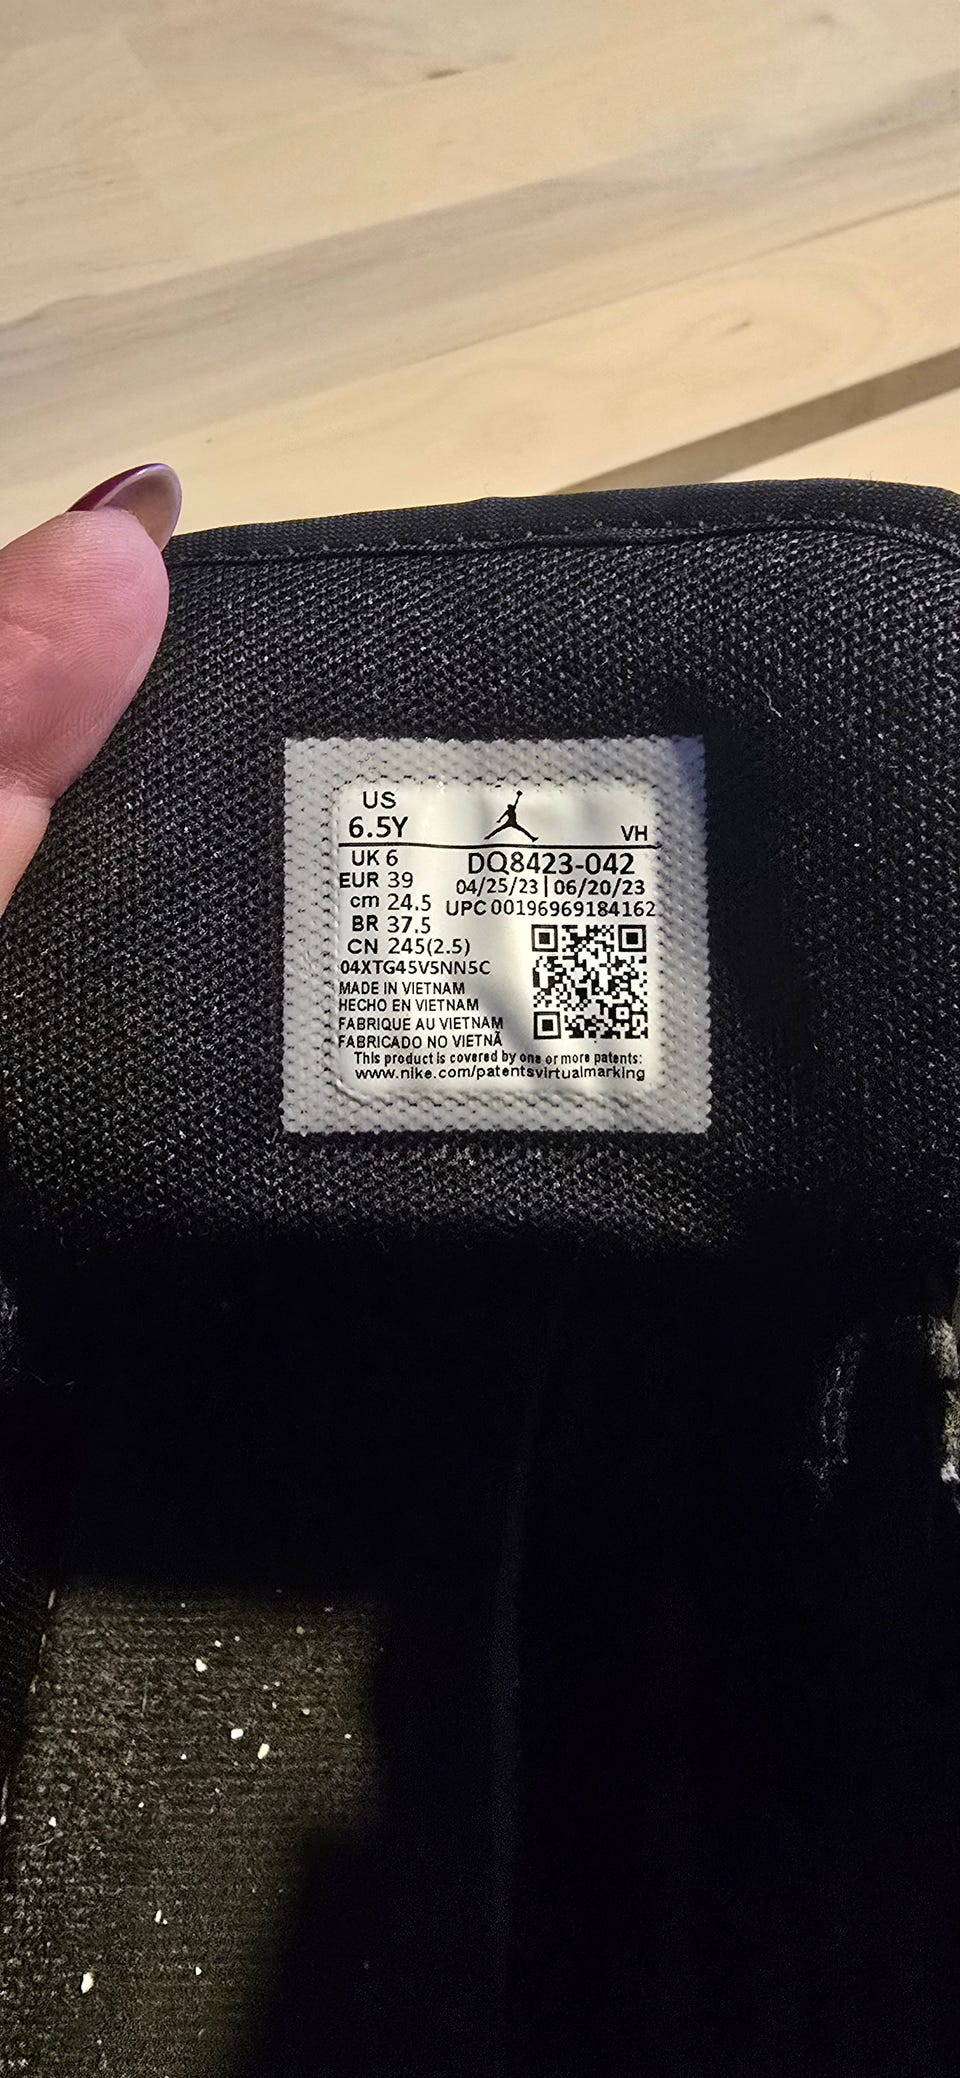 US
6.5Y
VH
UK 6
EUR 39
cm 24.5
BR 37.5
CN 245(2.5)
DQ8423-042
04/25/23 | 06/20/23
UPC 00196969184162
04XTG45V5NN5C
MADE IN VIETNAM
HECHO EN VIETNAM
FABRIQUE AU VIETNAM
FABRICADO NO VIETNÃ
This product is covered by one or more patents:
www.nike.com/patentsvirtualmarking